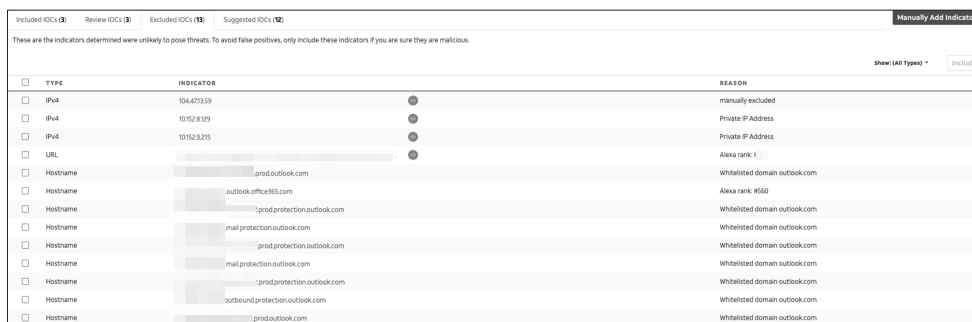 Included IOCs (3) Review IOCs (3) Excluded IOCs (13) Suggested IOCs (12) Manually Add Indicato
These are the indicators determined were unlikely to pose threats. To avoid false positives, only include these indicators if you are sure they are malicious.
Show: (All Types) Includ
TYPE INDICATOR REASON
IPv4 104.47.13.59 manually excluded
IPv4 10.152.8.129 Private IP Address
IPv4 10.152.9.215 Private IP Address
URL Alexa rank: #
Hostname .prod.outlook.com Whitelisted domain outlook.com
Hostname .outlook.office365.com Alexa rank: #560
Hostname .prod.protection.outlook.com Whitelisted domain outlook.com
Hostname mail.protection.outlook.com Whitelisted domain outlook.com
Hostname prod.protection.outlook.com Whitelisted domain outlook.com
Hostname mail.protection.outlook.com Whitelisted domain outlook.com
Hostname .prod.protection.outlook.com Whitelisted domain outlook.com
Hostname outbound.protection.outlook.com Whitelisted domain outlook.com
Hostname .prod.outlook.com Whitelisted domain outlook.com